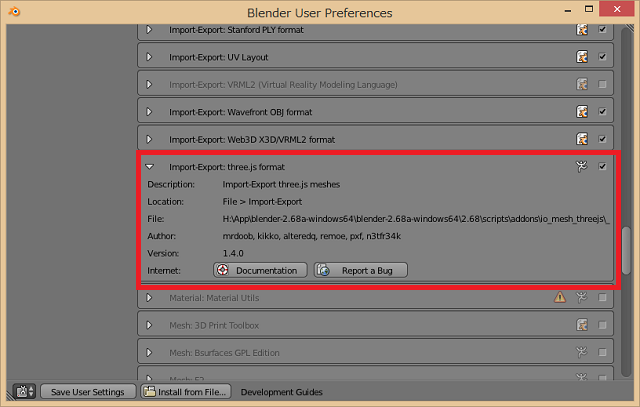 Blender User Preferences
Import-Export: Stanford PLY format
Import-Export: UV Layout
Import-Export: VRML2 (Virtual Reality Modeling Language)
Import-Export: Wavefront OBJ format
Import-Export: Web3D X3D/VRML2 format
Import-Export: three.js format
Description: Import-Export three.js meshes
Location: File > Import-Export
File: H:\App\blender-2.68a-windows64\blender-2.68a-windows64\2.68\scripts\addons\io_mesh_threejs\_
Author: mrdoob, kikko, alteredq, remoe, pxf, n3tfr34k
Version: 1.4.0
Internet: Documentation Report a Bug
Material: Material Utils
Mesh: 3D Print Toolbox
Mesh: Bsurfaces GPL Edition
Mesh: F2
Save User Settings Install from File... Development Guides